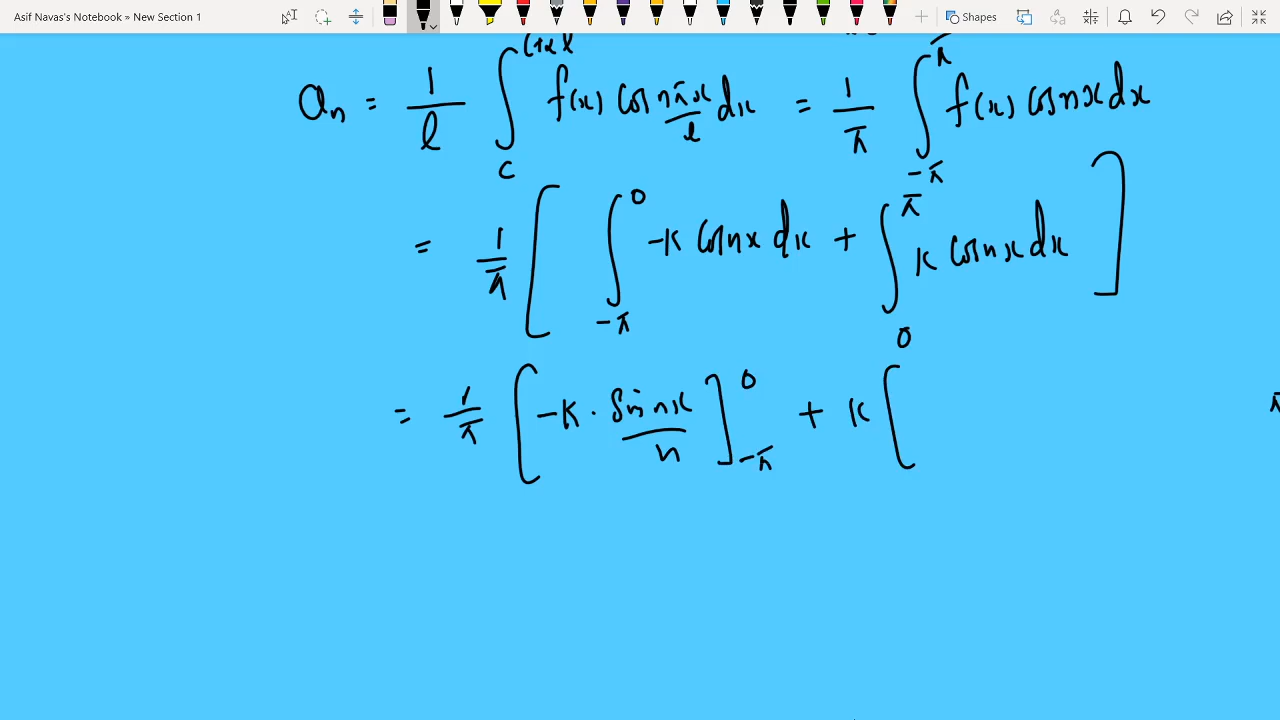 Asif Navas's Notebook » New Section 1
Shapes
aₙ = 1/l ∫_c^{c+2l} f(x) cos nπx/l dx = 1/π ∫_{-π}^{π} f(x) cos nx dx
= 1/π [ ∫_{-π}^{0} -k cos nx dx + ∫_0^{π} k cos nx dx ]
= 1/π [ -k · sin nx/n ]_{-π}^{0} + k [